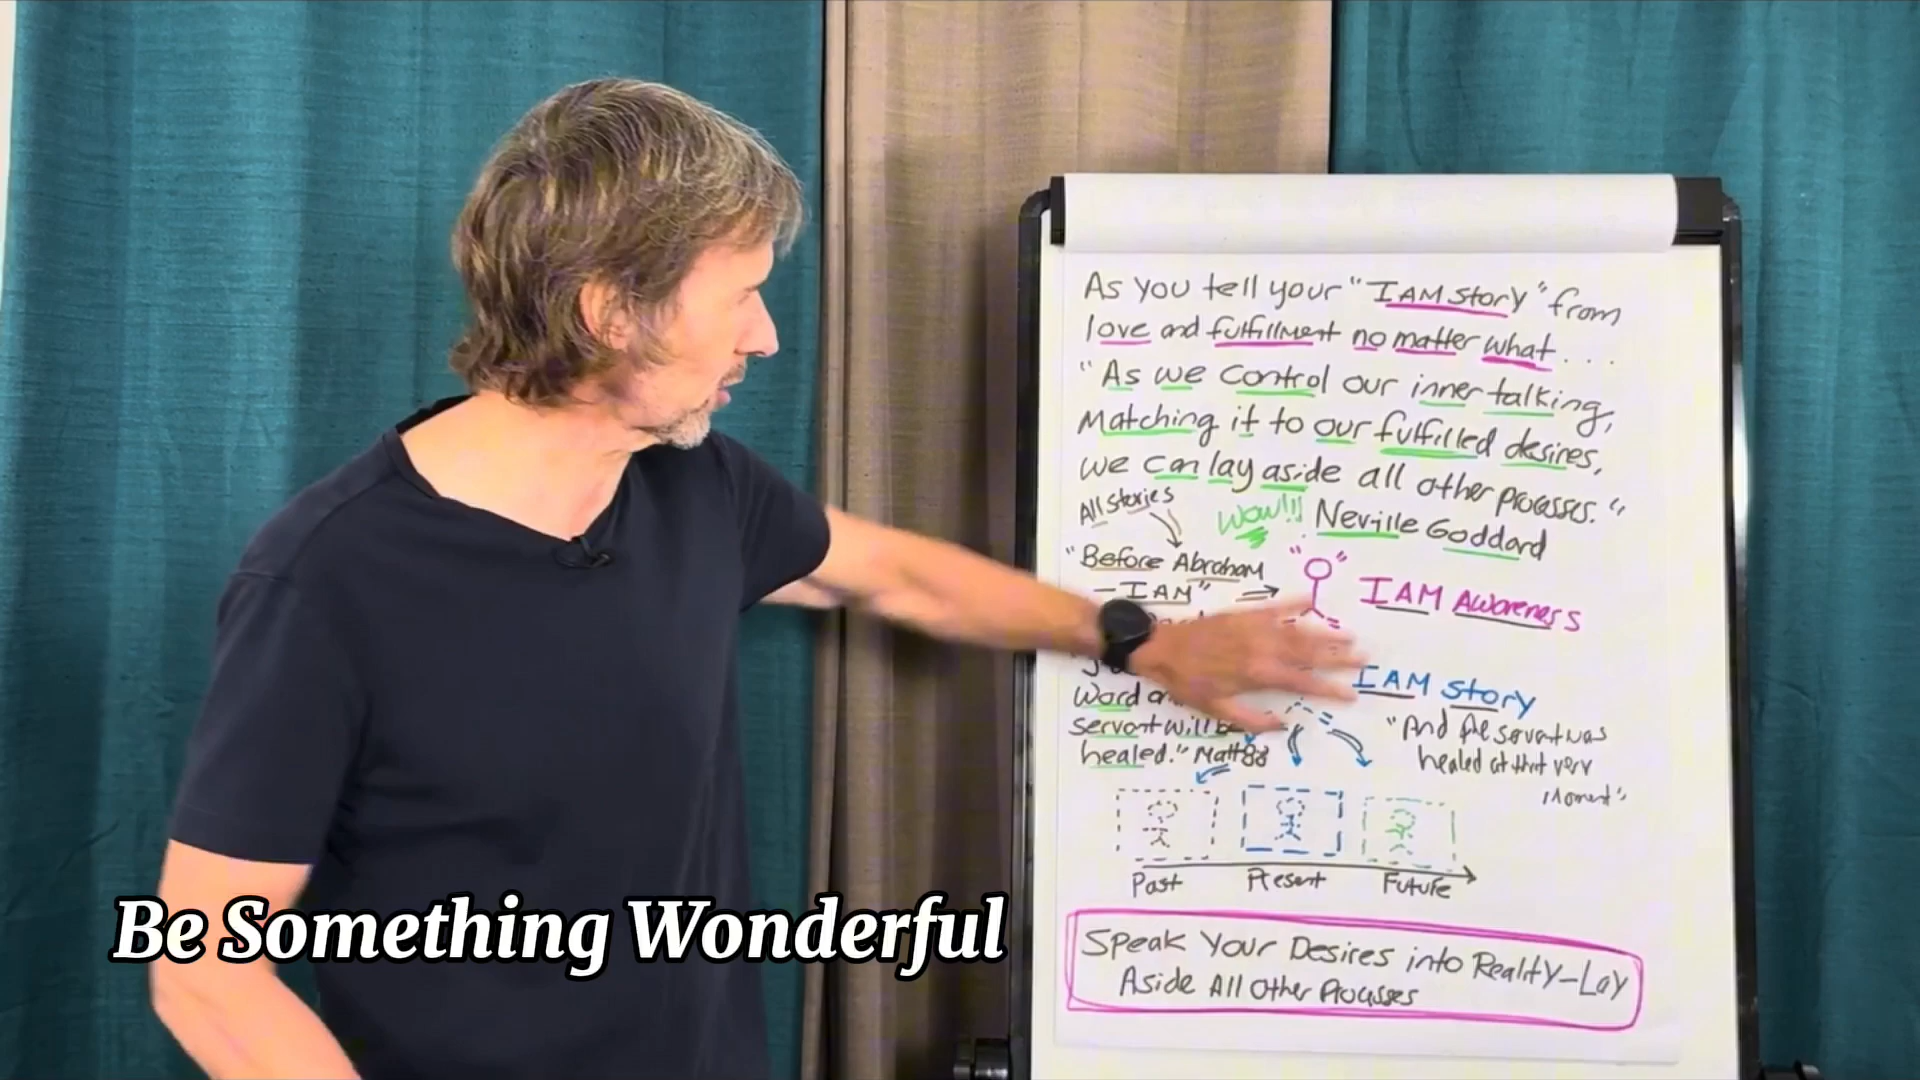 As you tell your "I AM Story" from
love and fulfillment no matter what . . .
"As we control our inner talking,
Matching it to our fulfilled desires,
we can lay aside all other processes."
All Stories
Wow!!!
Neville Goddard
"Before Abraham
– I AM"
I AM Awareness
I AM Story
Word
servant will be
healed." Matt 8:8
"And the servant was
healed at that very
Moment"
Past
Present
Future
Speak Your Desires into Reality–Lay
Aside All Other Processes
Be Something Wonderful